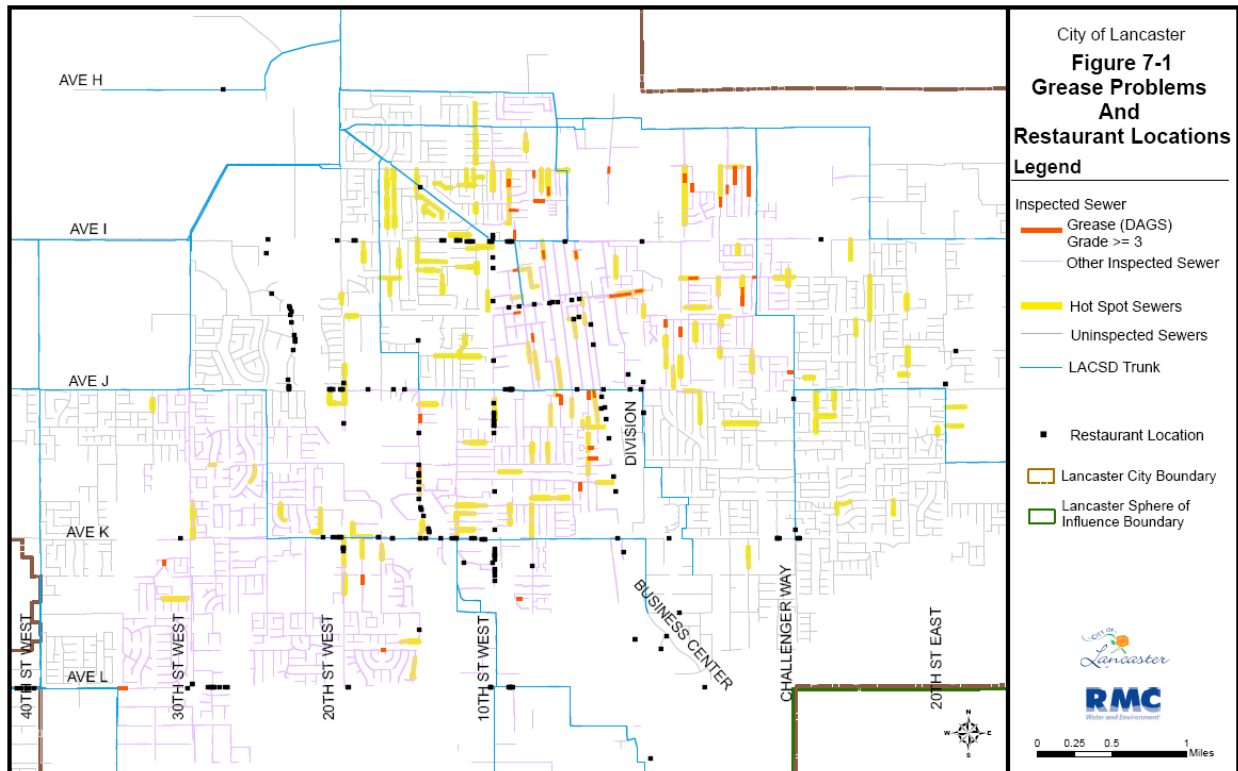 City of Lancaster
Figure 7-1
Grease Problems
And
Restaurant Locations
Legend
Inspected Sewer
Grease (DAGS)
Grade >= 3
Other Inspected Sewer
Hot Spot Sewers
Uninspected Sewers
LACSD Trunk
Restaurant Location
Lancaster City Boundary
Lancaster Sphere of
Influence Boundary
CITY OF
Lancaster
RMC
Water and Environment
N
W E
S
0 0.25 0.5 1
Miles
AVE H
AVE I
AVE J
AVE K
AVE L
40TH ST WEST
30TH ST WEST
20TH ST WEST
10TH ST WEST
DIVISION
BUSINESS CENTER
CHALLENGER WAY
20TH ST EAST